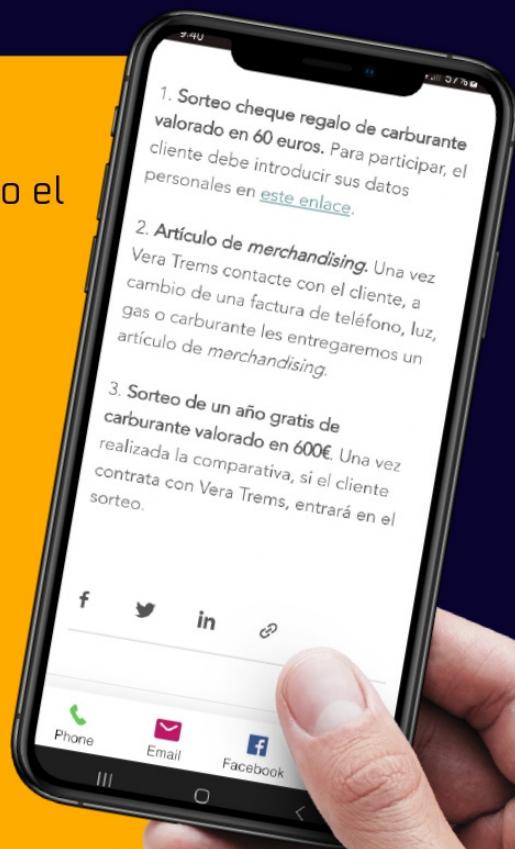 o el
9:40
57%
1. Sorteo cheque regalo de carburante
valorado en 60 euros. Para participar, el
cliente debe introducir sus datos
personales en este enlace.
2. Artículo de merchandising. Una vez
Vera Trems contacte con el cliente, a
cambio de una factura de teléfono, luz,
gas o carburante les entregaremos un
artículo de merchandising.
3. Sorteo de un año gratis de
carburante valorado en 600€. Una vez
realizada la comparativa, si el cliente
contrata con Vera Trems, entrará en el
sorteo.
f
in
Phone
Email
Facebook